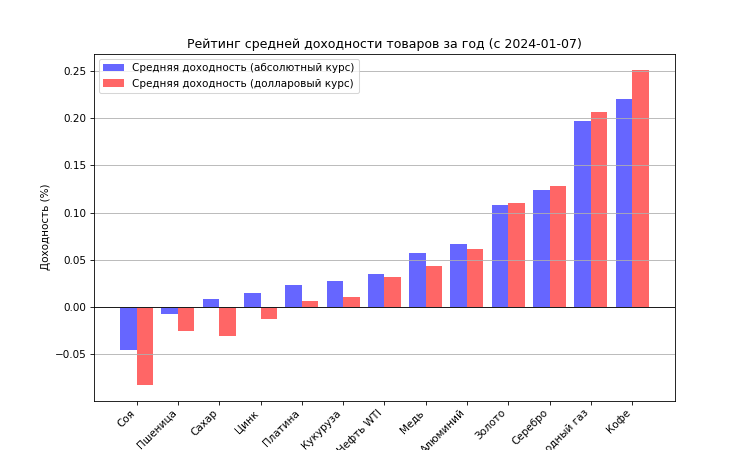 Рейтинг средней доходности товаров за год (с 2024-01-07)
Средняя доходность (абсолютный курс)
Средняя доходность (долларовый курс)
Доходность (%)
0.25
0.20
0.15
0.10
0.05
0.00
−0.05
Соя
Пшеница
Сахар
Цинк
Платина
Кукуруза
Нефть WTI
Медь
Алюминий
Золото
Серебро
одный газ
Кофе